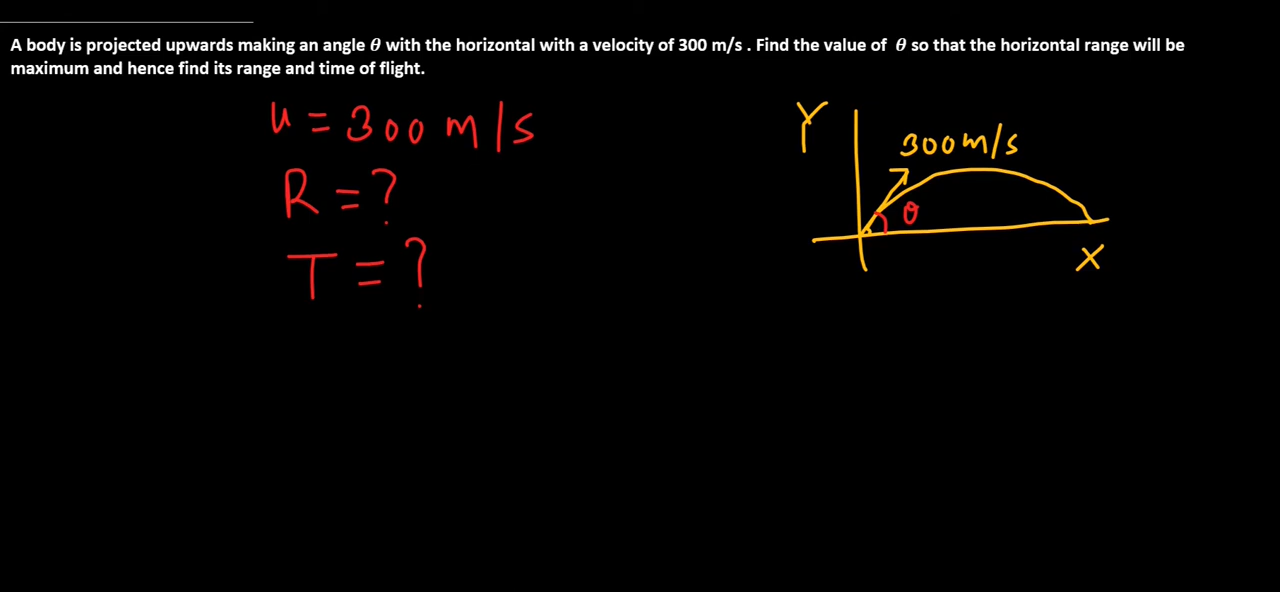 A body is projected upwards making an angle θ with the horizontal with a velocity of 300 m/s . Find the value of θ so that the horizontal range will be
maximum and hence find its range and time of flight.
u = 300 m/s
R = ?
T = ?
Y
300m/s
θ
X